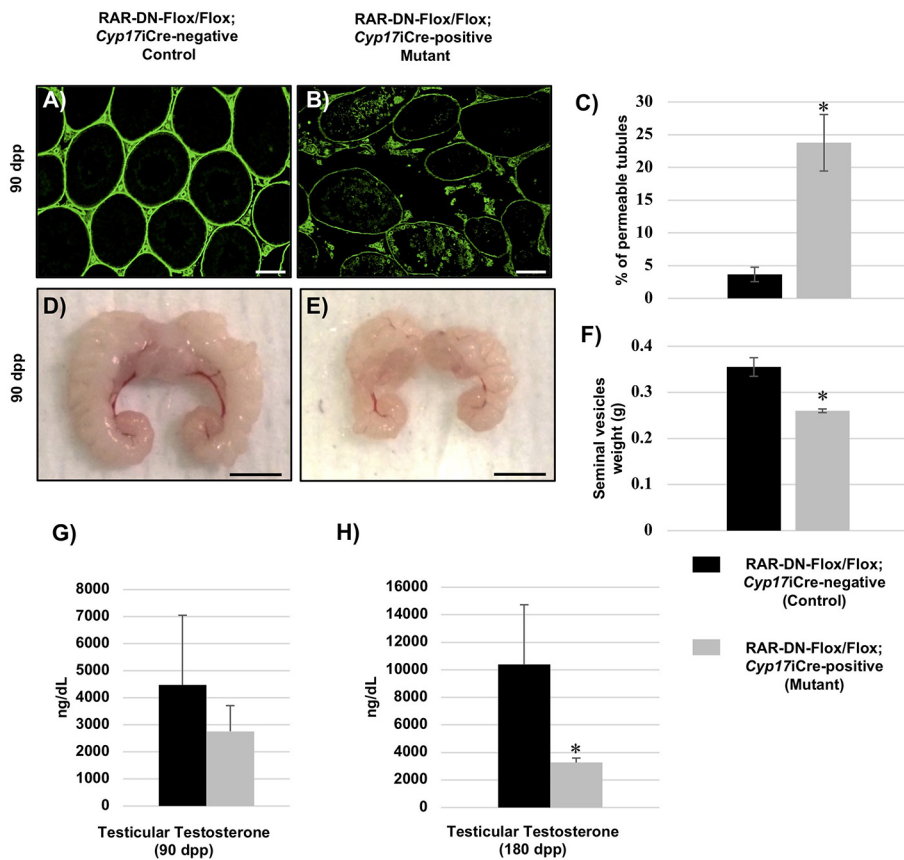 RAR-DN-Flox/Flox;
Cyp17iCre-negative
Control
RAR-DN-Flox/Flox;
Cyp17iCre-positive
Mutant
90 dpp
A)
B)
C)
% of permeable tubules
30
25
20
15
10
5
0
*
90 dpp
D)
E)
F)
Seminal vesicles
weight (g)
0.4
0.3
0.2
0.1
0
*
G)
ng/dL
8000
7000
6000
5000
4000
3000
2000
1000
0
Testicular Testosterone
(90 dpp)
H)
ng/dL
16000
14000
12000
10000
8000
6000
4000
2000
0
*
Testicular Testosterone
(180 dpp)
RAR-DN-Flox/Flox;
Cyp17iCre-negative
(Control)
RAR-DN-Flox/Flox;
Cyp17iCre-positive
(Mutant)